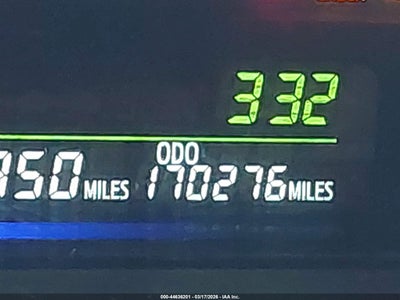 332
ODO
50 MILES 170276 MILES
000-44636201 - 03/17/2026 - IAA Inc.